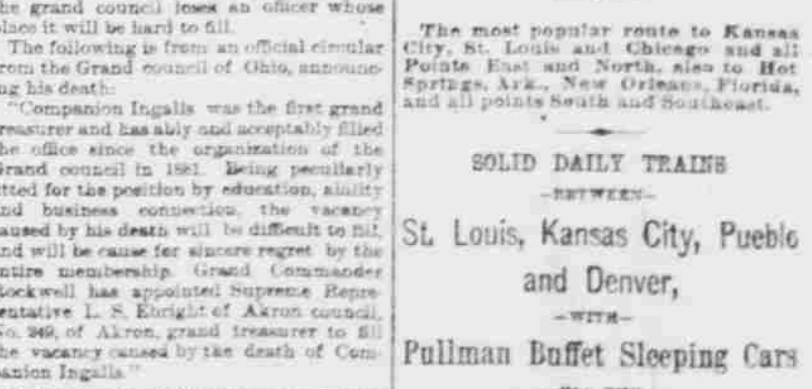 he grand council loses an officer whose
place it will be hard to fill.
The following is from an official circular
from the Grand council of Ohio, announc-
ing his death:
"Companion Ingalls was the first grand
treasurer and has ably and acceptably filled
the office since the organization of the
Grand council in 1881. Being peculiarly
fitted for the position by education, ability
and business connection, the vacancy
caused by his death will be difficult to fill,
and will be cause for sincere regret by the
entire membership. Grand Commander
Rockwell has appointed Supreme Repre-
sentative L. S. Ebright of Akron council,
No. 249, of Akron, grand treasurer to fill
the vacancy caused by the death of Com-
panion Ingalls."
The most popular route to Kansas
City, St. Louis and Chicago and all
Points East and North, also to Hot
Springs, Ark., New Orleans, Florida,
and all points South and Southeast.
SOLID DAILY TRAINS
—BETWEEN—
St. Louis, Kansas City, Pueblo
and Denver,
—WITH—
Pullman Buffet Sleeping Cars